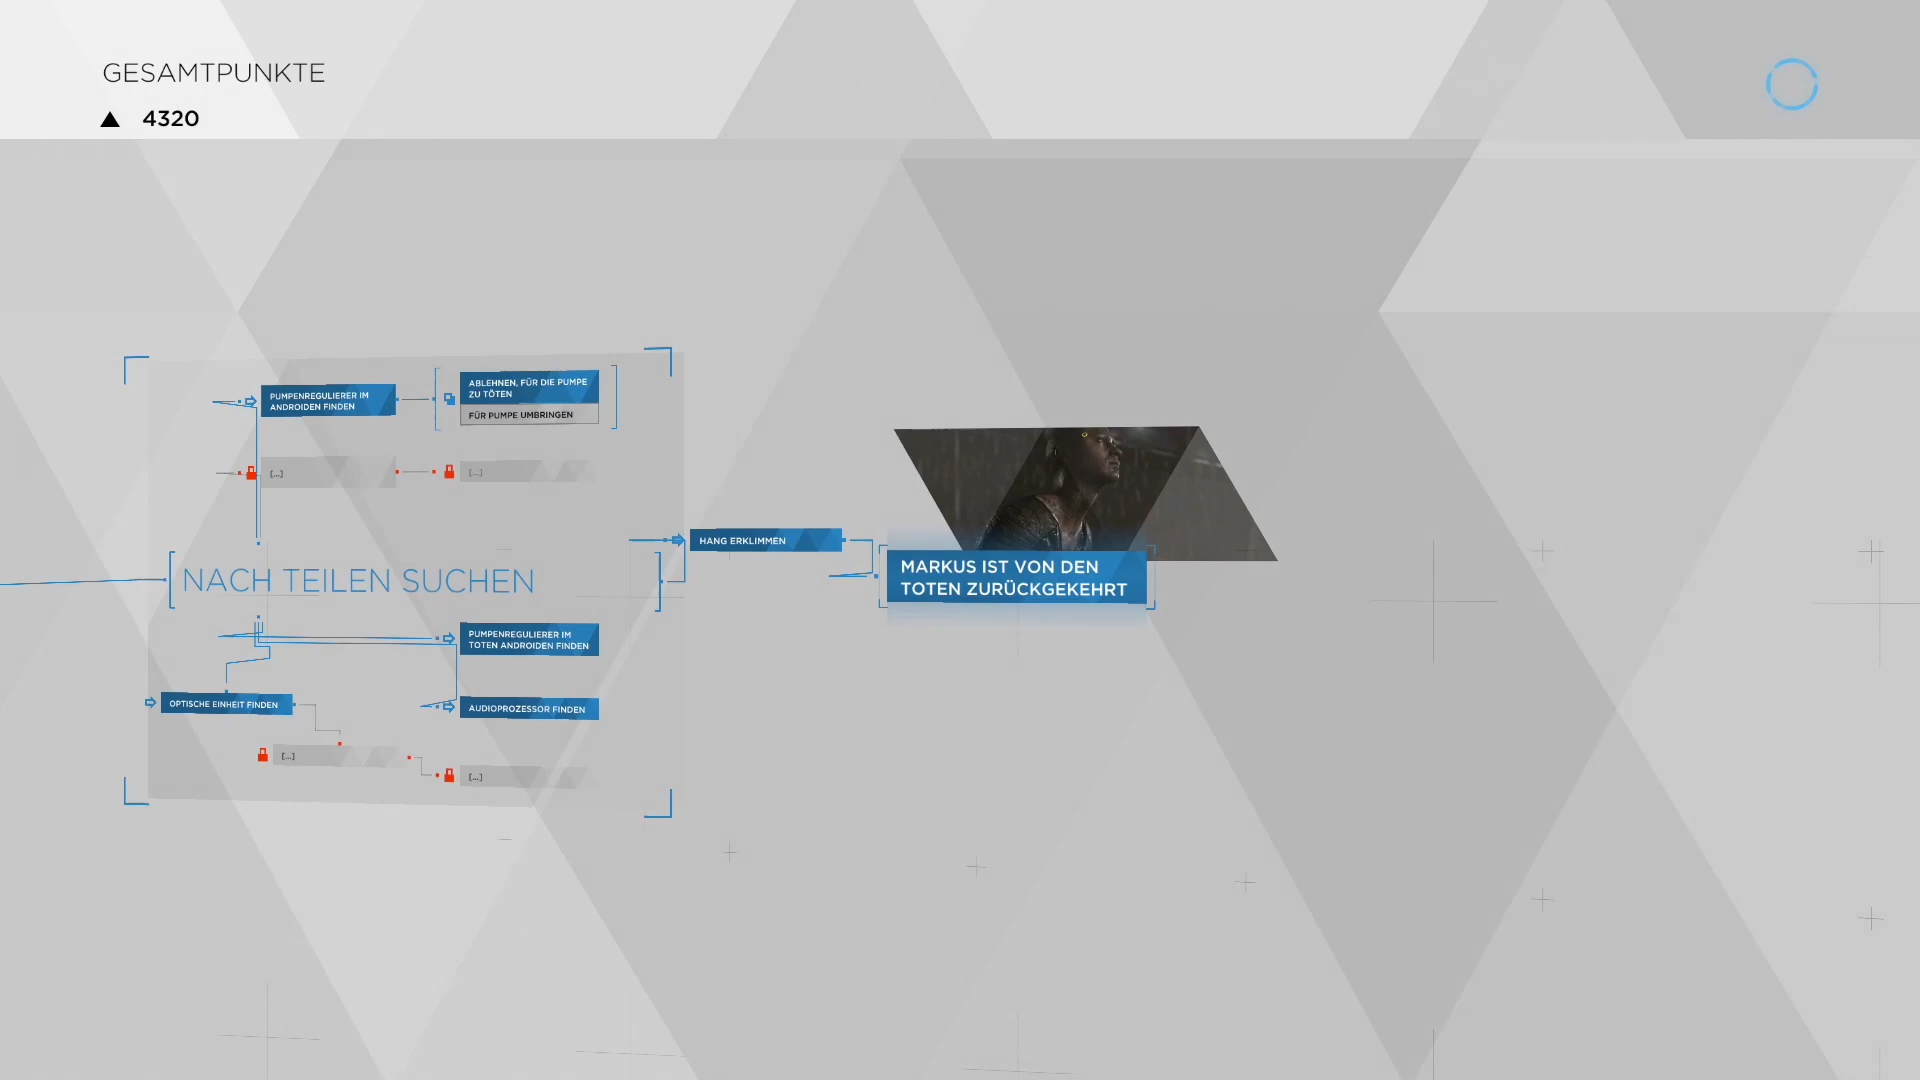 GESAMTPUNKTE
4320
PUMPENREGULIERER IM
ANDROIDEN FINDEN
ABLEHNEN, FÜR DIE PUMPE
ZU TÖTEN
FÜR PUMPE UMBRINGEN
[...]
[...]
HANG ERKLIMMEN
MARKUS IST VON DEN
TOTEN ZURÜCKGEKEHRT
NACH TEILEN SUCHEN
PUMPENREGULIERER IM
TOTEN ANDROIDEN FINDEN
OPTISCHE EINHEIT FINDEN
AUDIOPROZESSOR FINDEN
[...]
[...]